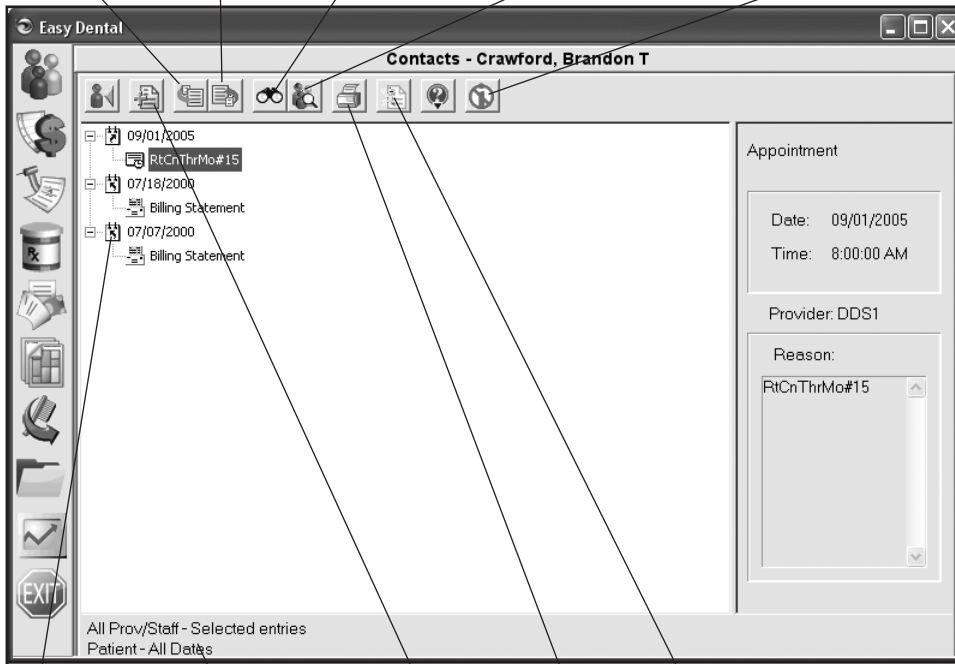 Easy Dental
Contacts - Crawford, Brandon T
09/01/2005
RtCnThrMo#15
07/18/2000
Billing Statement
07/07/2000
Billing Statement
Appointment
Date: 09/01/2005
Time: 8:00:00 AM
Provider: DDS1
Reason:
RtCnThrMo#15
Rx
EXIT
All Prov/Staff - Selected entries
Patient - All Dates